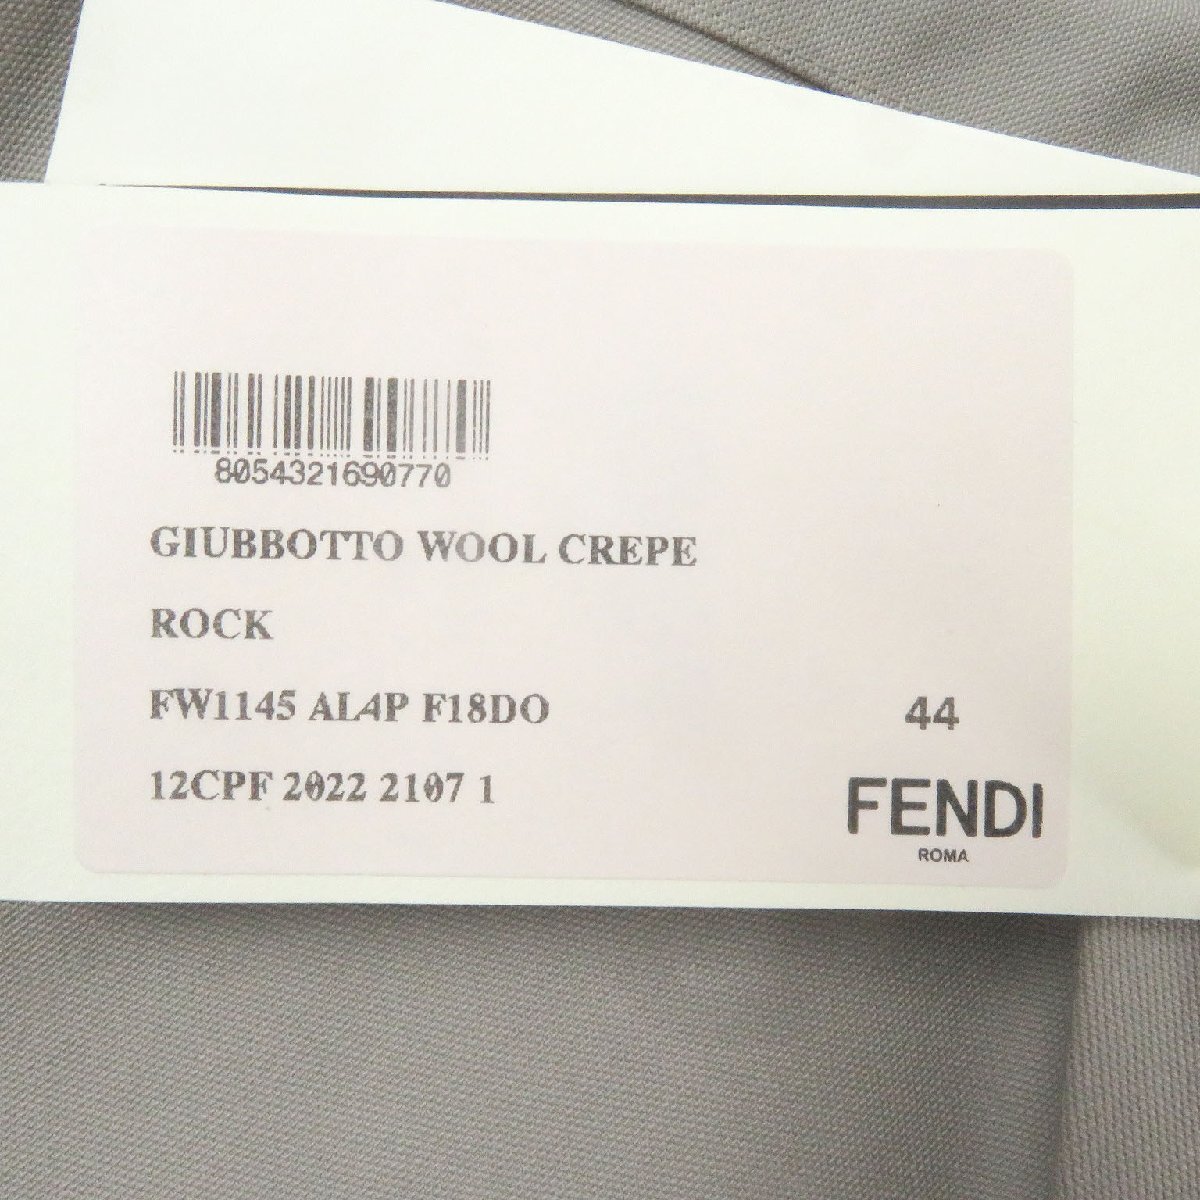 8054321690770
GIUBBOTTO WOOL CREPE
ROCK
FW1145 AL4P F18DO
44
12CPF 2022 2107 1
FENDI
ROMA